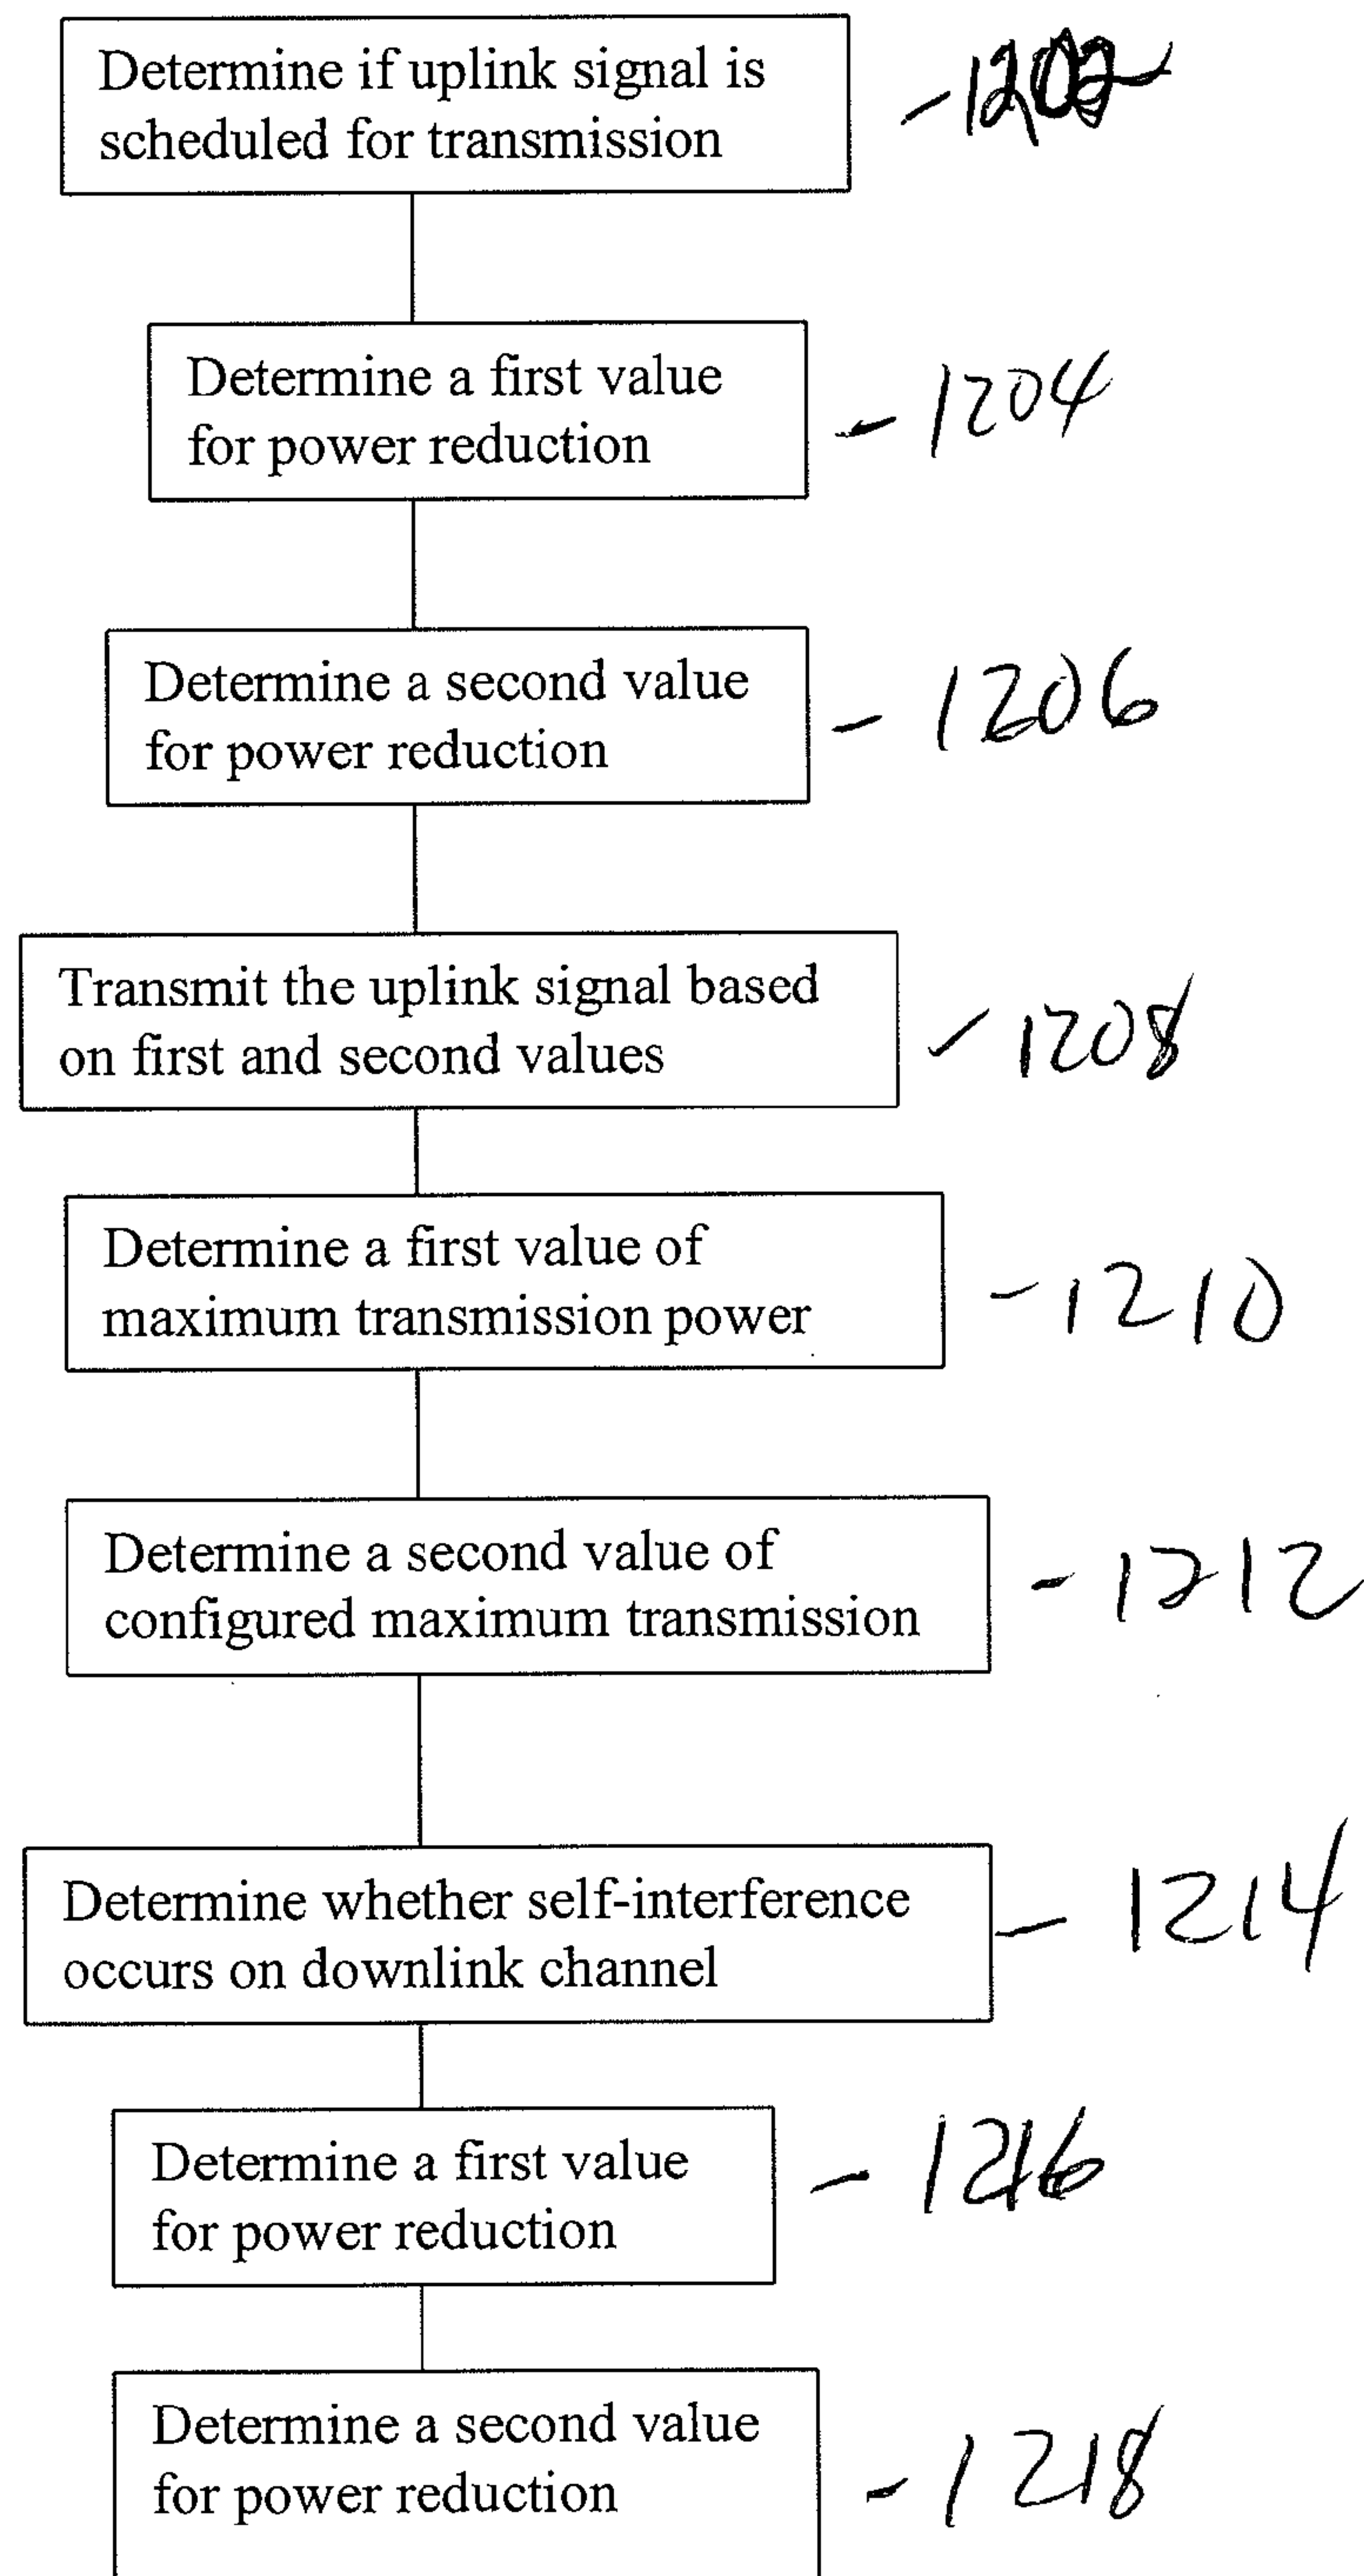 Determine if uplink signal is
scheduled for transmission
-1202
Determine a first value
for power reduction
- 1204
Determine a second value
for power reduction
- 1206
Transmit the uplink signal based
on first and second values
- 1208
Determine a first value of
maximum transmission power
-1210
Determine a second value of
configured maximum transmission
-1212
Determine whether self-interference
occurs on downlink channel
- 1214
Determine a first value
for power reduction
- 1216
Determine a second value
for power reduction
- 1218